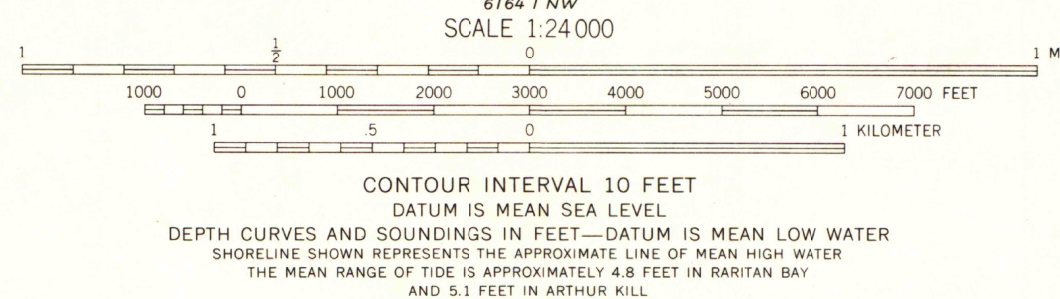 6164 I NW
SCALE 1:24 000
1 ½ 0 1 M
1000 0 1000 2000 3000 4000 5000 6000 7000 FEET
1 .5 0 1 KILOMETER
CONTOUR INTERVAL 10 FEET
DATUM IS MEAN SEA LEVEL
DEPTH CURVES AND SOUNDINGS IN FEET—DATUM IS MEAN LOW WATER
SHORELINE SHOWN REPRESENTS THE APPROXIMATE LINE OF MEAN HIGH WATER
THE MEAN RANGE OF TIDE IS APPROXIMATELY 4.8 FEET IN RARITAN BAY
AND 5.1 FEET IN ARTHUR KILL